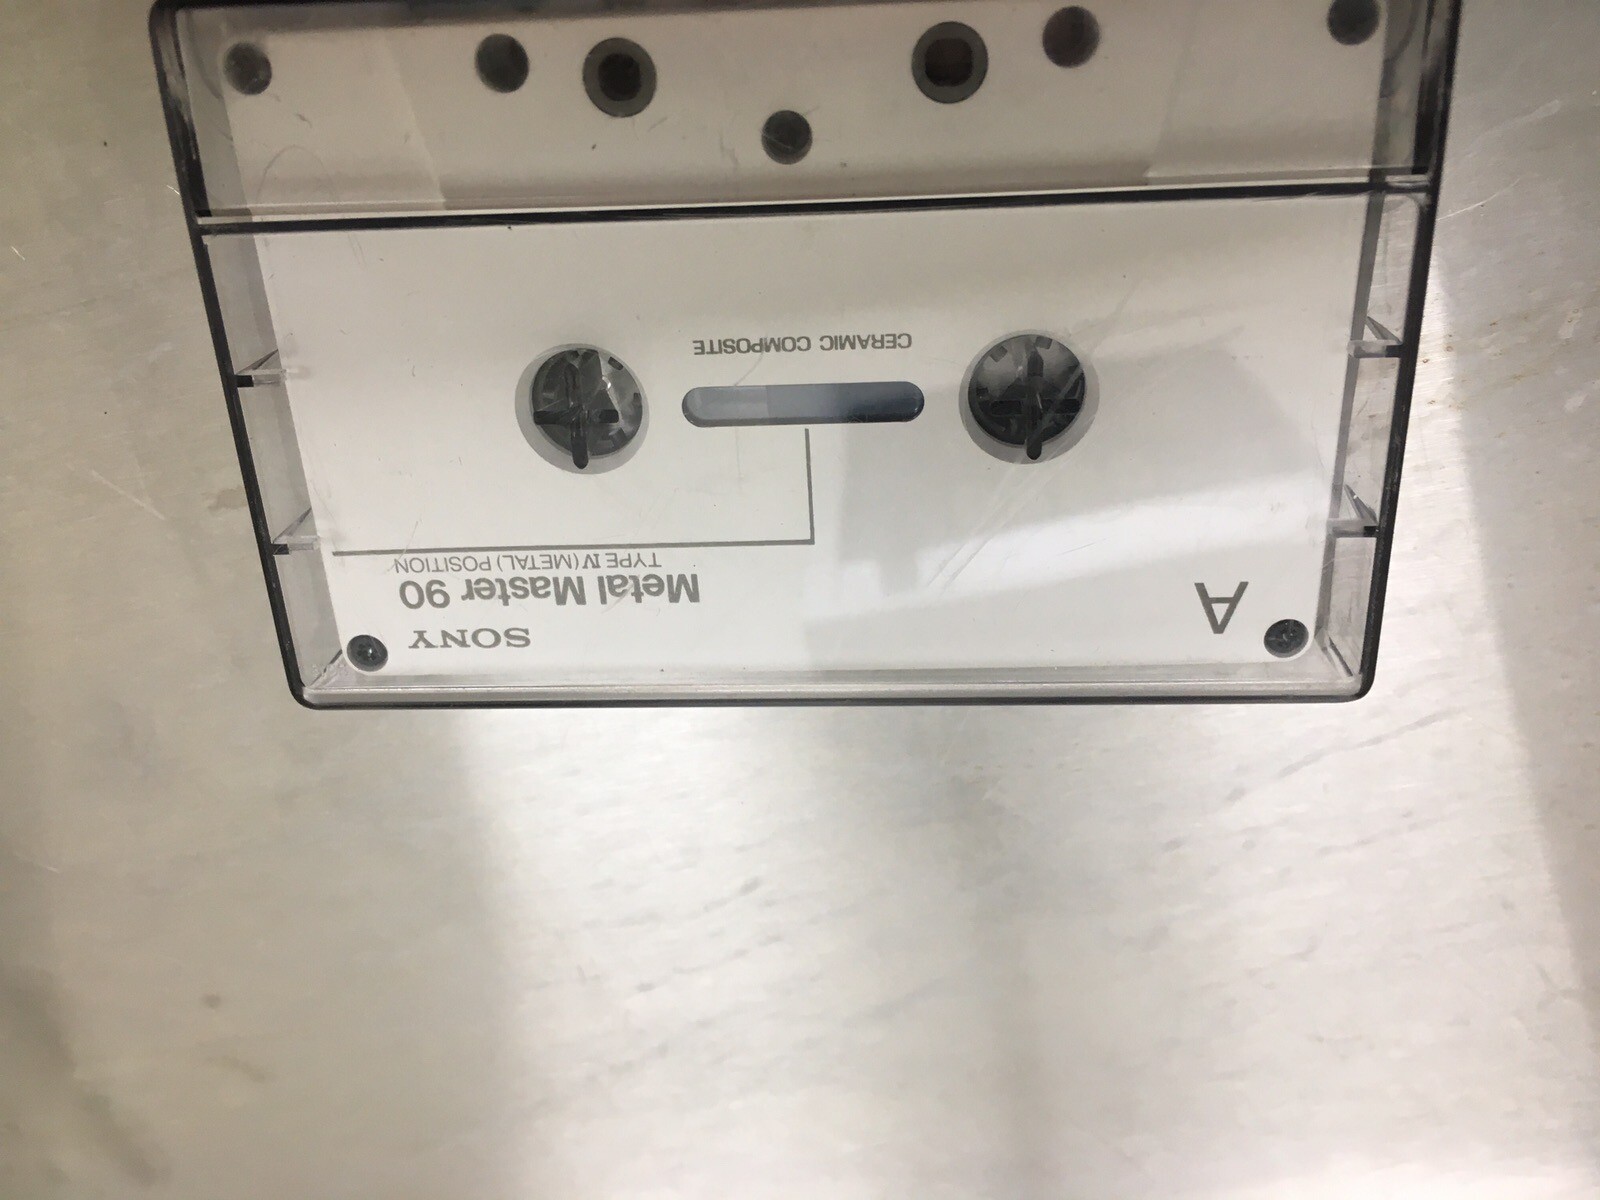 A
SONY
Metal Master 90
TYPE IV (METAL) POSITION
CERAMIC COMPOSITE